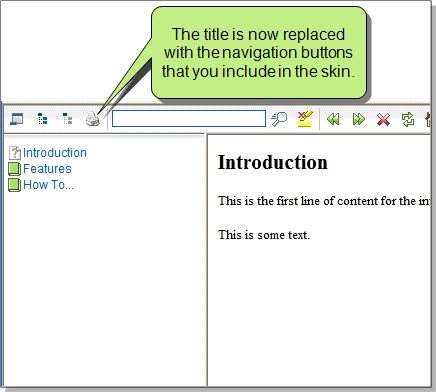 The title is now replaced
with the navigation buttons
that you include in the skin.
Introduction
Features
How To...
Introduction
This is the first line of content for the in
This is some text.